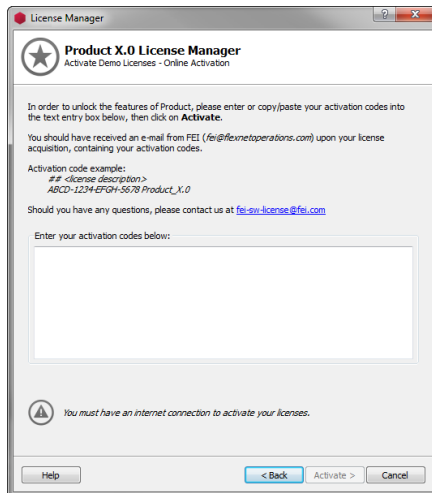 License Manager
?
X
Product X.0 License Manager
Activate Demo Licenses - Online Activation
In order to unlock the features of Product, please enter or copy/paste your activation codes into
the text entry box below, then click on Activate.
You should have received an e-mail from FEI (fei@flexnetoperations.com) upon your license
acquisition, containing your activation codes.
Activation code example:
## <license description>
ABCD-1234-EFGH-5678 Product_X.0
Should you have any questions, please contact us at fei-sw-license@fei.com
Enter your activation codes below:
You must have an internet connection to activate your licenses.
Help
< Back
Activate >
Cancel